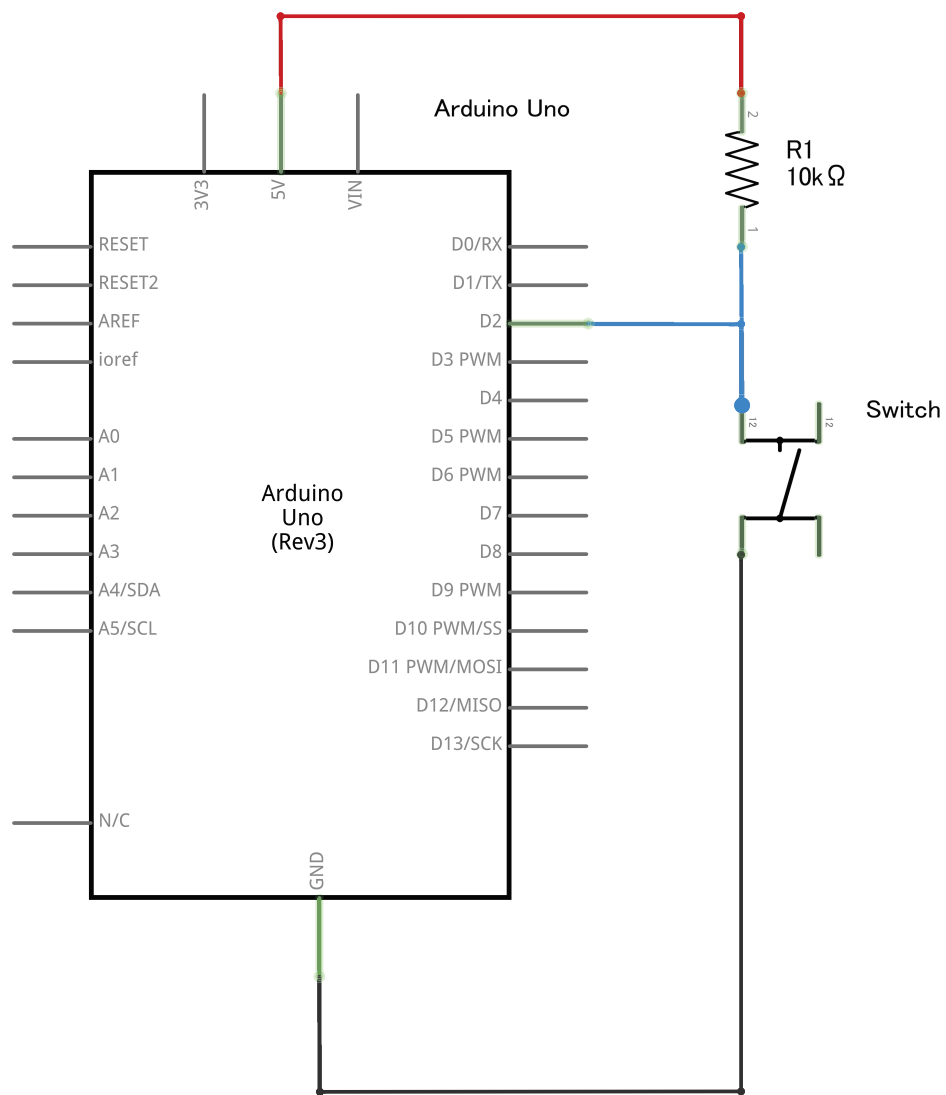 Arduino Uno
3V3
5V
VIN
2
R1
10kΩ
1
RESET
RESET2
AREF
ioref
A0
A1
A2
A3
A4/SDA
A5/SCL
N/C
Arduino
Uno
(Rev3)
D0/RX
D1/TX
D2
D3 PWM
D4
D5 PWM
D6 PWM
D7
D8
D9 PWM
D10 PWM/SS
D11 PWM/MOSI
D12/MISO
D13/SCK
GND
Switch
12
12